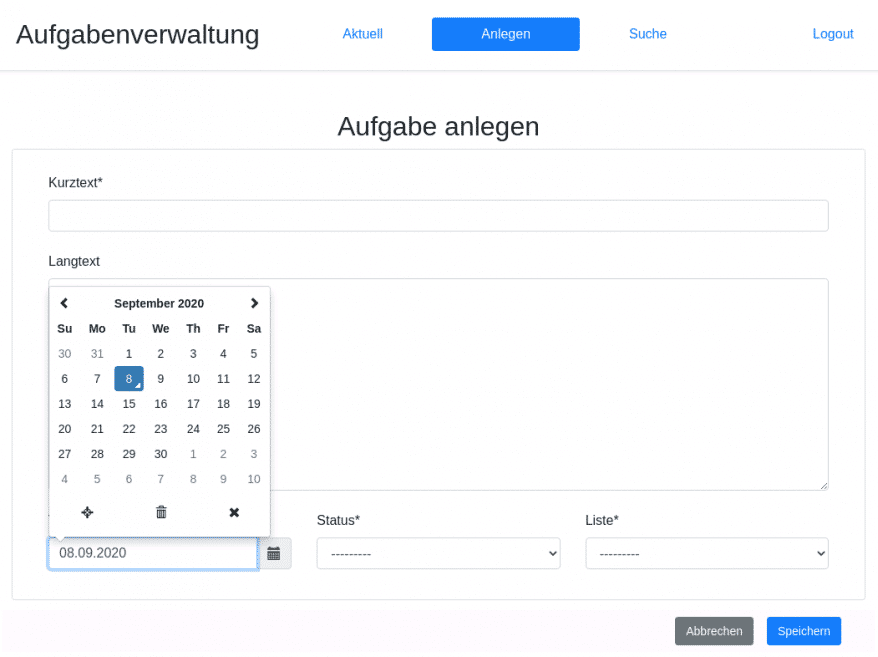 Aufgabenverwaltung Aktuell Anlegen Suche Logout
Aufgabe anlegen
Kurztext*
Langtext
September 2020
Su Mo Tu We Th Fr Sa
30 31 1 2 3 4 5
6 7 8 9 10 11 12
13 14 15 16 17 18 19
20 21 22 23 24 25 26
27 28 29 30 1 2 3
4 5 6 7 8 9 10
Status* Liste*
08.09.2020 --------- ---------
Abbrechen Speichern